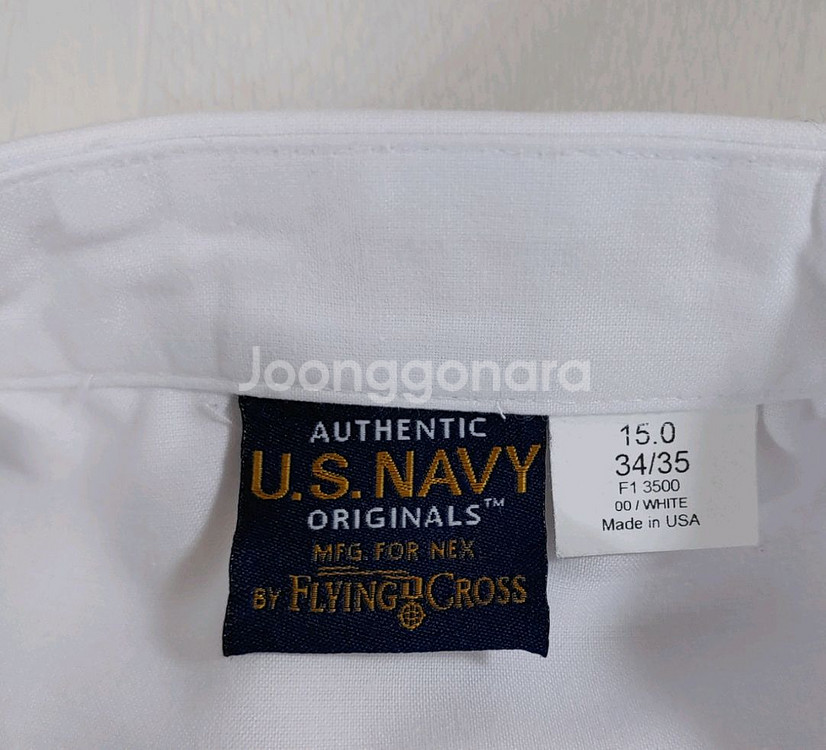 Joonggonara
AUTHENTIC
U.S. NAVY
ORIGINALS™
MFG. FOR NEX
BY FLYING CROSS
15.0
34/35
F1 3500
00 / WHITE
Made in USA